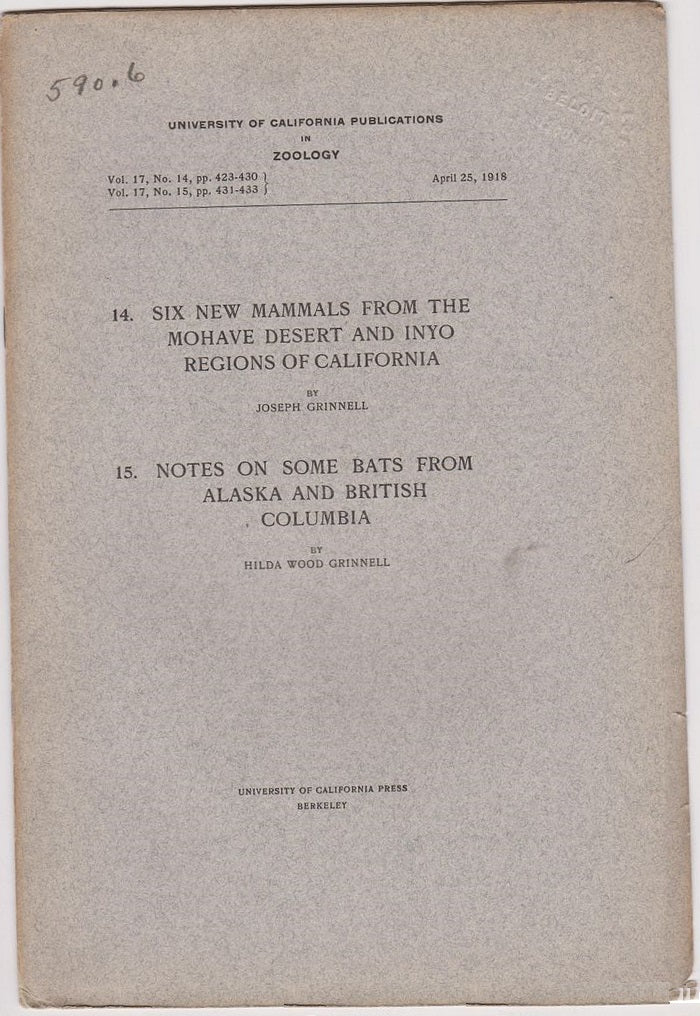 590.6
BELOIT
UNIVERSITY OF CALIFORNIA PUBLICATIONS
IN
ZOOLOGY
Vol. 17, No. 14, pp. 423-430 }
Vol. 17, No. 15, pp. 431-433 }
April 25, 1918
14. SIX NEW MAMMALS FROM THE
MOHAVE DESERT AND INYO
REGIONS OF CALIFORNIA
BY
JOSEPH GRINNELL
15. NOTES ON SOME BATS FROM
ALASKA AND BRITISH
COLUMBIA
BY
HILDA WOOD GRINNELL
UNIVERSITY OF CALIFORNIA PRESS
BERKELEY